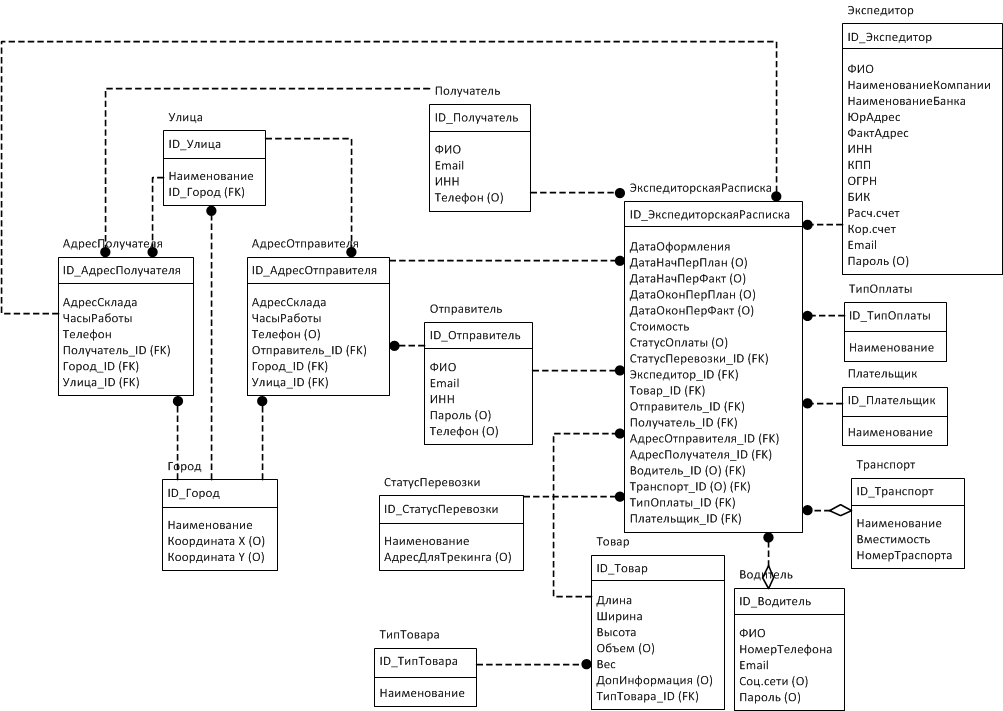 Экспедитор
ID_Экспедитор
ФИО
НаименованиеКомпании
НаименованиеБанка
ЮрАдрес
ФактАдрес
ИНН
КПП
ОГРН
БИК
Расч.счет
Кор.счет
Email
Пароль (О)
Получатель
ID_Получатель
ФИО
Email
ИНН
Телефон (О)
Улица
ID_Улица
Наименование
ID_Город (FK)
ЭкспедиторскаяРасписка
ID_ЭкспедиторскаяРасписка
ДатаОформления
ДатаНачПерПлан (О)
ДатаНачПерФакт (О)
ДатаОконПерПлан (О)
ДатаОконПерФакт (О)
Стоимость
СтатусОплаты (О)
СтатусПеревозки_ID (FK)
Экспедитор_ID (FK)
Товар_ID (FK)
Отправитель_ID (FK)
Получатель_ID (FK)
АдресОтправителя_ID (FK)
АдресПолучателя_ID (FK)
Водитель_ID (О) (FK)
Транспорт_ID (О) (FK)
ТипОплаты_ID (FK)
Плательщик_ID (FK)
АдресПолучателя
ID_АдресПолучателя
АдресСклада
ЧасыРаботы
Телефон
Получатель_ID (FK)
Город_ID (FK)
Улица_ID (FK)
АдресОтправителя
ID_АдресОтправителя
АдресСклада
ЧасыРаботы
Телефон (О)
Отправитель_ID (FK)
Город_ID (FK)
Улица_ID (FK)
Отправитель
ID_Отправитель
ФИО
Email
ИНН
Пароль (О)
Телефон (О)
ТипОплаты
ID_ТипОплаты
Наименование
Плательщик
ID_Плательщик
Наименование
Транспорт
ID_Транспорт
Наименование
Вместимость
НомерТраспорта
Город
ID_Город
Наименование
Координата X (О)
Координата Y (О)
СтатусПеревозки
ID_СтатусПеревозки
Наименование
АдресДляТрекинга (О)
Товар
ID_Товар
Длина
Ширина
Высота
Объем (О)
Вес
ДопИнформация (О)
ТипТовара_ID (FK)
Водитель
ID_Водитель
ФИО
НомерТелефона
Email
Соц.сети (О)
Пароль (О)
ТипТовара
ID_ТипТовара
Наименование